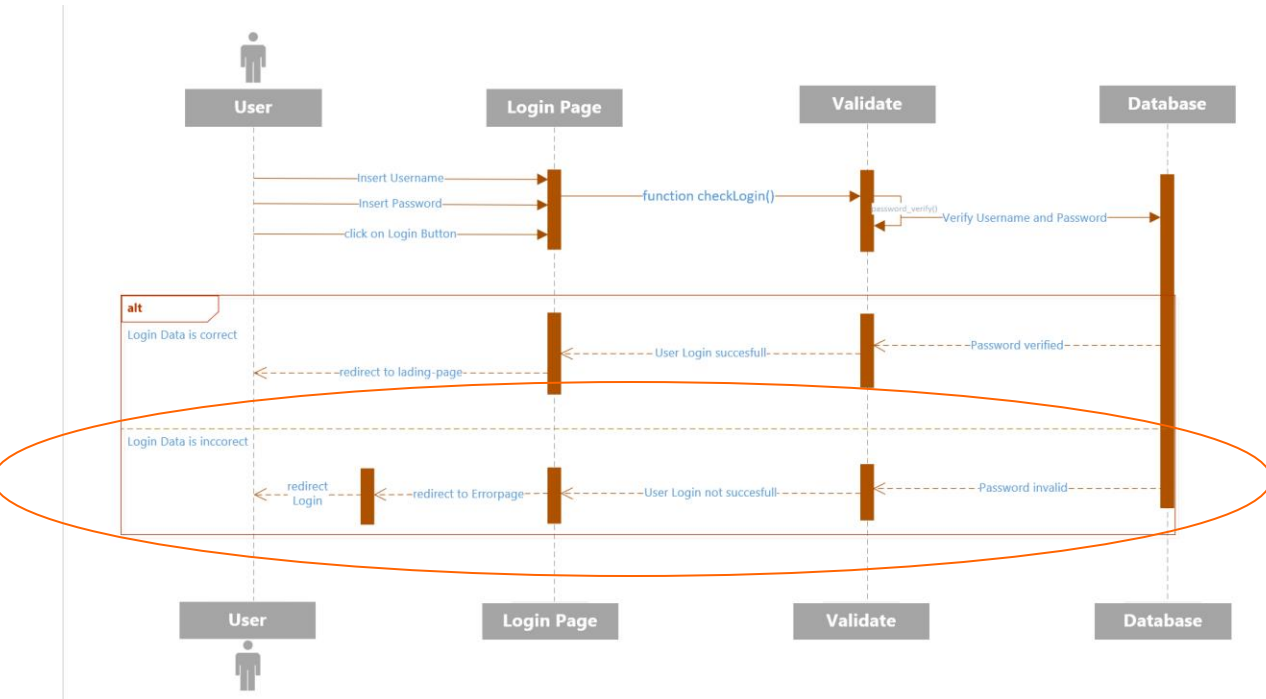 User
Login Page
Validate
Database
Insert Username
function checkLogin()
Insert Password
password_verify()
Verify Username and Password
click on Login Button
alt
Login Data is correct
Password verified
User Login succesfull
redirect to lading-page
Login Data is inccorect
redirect
Login
redirect to Errorpage
User Login not succesfull
Password invalid
User
Login Page
Validate
Database